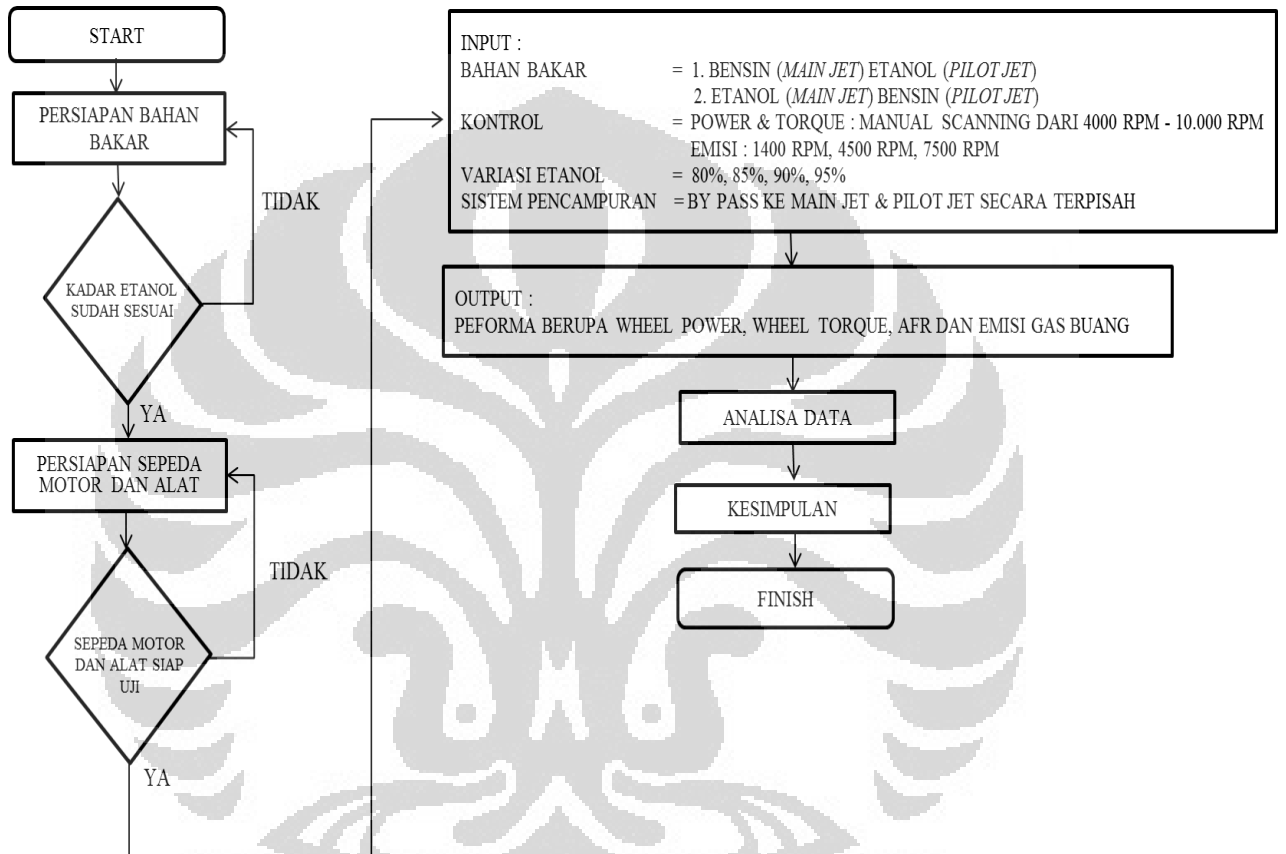 START
PERSIAPAN BAHAN
BAKAR
TIDAK
KADAR ETANOL
SUDAH SESUAI
YA
PERSIAPAN SEPEDA
MOTOR DAN ALAT
TIDAK
SEPEDA MOTOR
DAN ALAT SIAP
UJI
YA
INPUT :
BAHAN BAKAR = 1. BENSIN (MAIN JET) ETANOL (PILOT JET)
2. ETANOL (MAIN JET) BENSIN (PILOT JET)
KONTROL = POWER & TORQUE : MANUAL SCANNING DARI 4000 RPM - 10.000 RPM
EMISI : 1400 RPM, 4500 RPM, 7500 RPM
VARIASI ETANOL = 80%, 85%, 90%, 95%
SISTEM PENCAMPURAN = BY PASS KE MAIN JET & PILOT JET SECARA TERPISAH
OUTPUT :
PEFORMA BERUPA WHEEL POWER, WHEEL TORQUE, AFR DAN EMISI GAS BUANG
ANALISA DATA
KESIMPULAN
FINISH